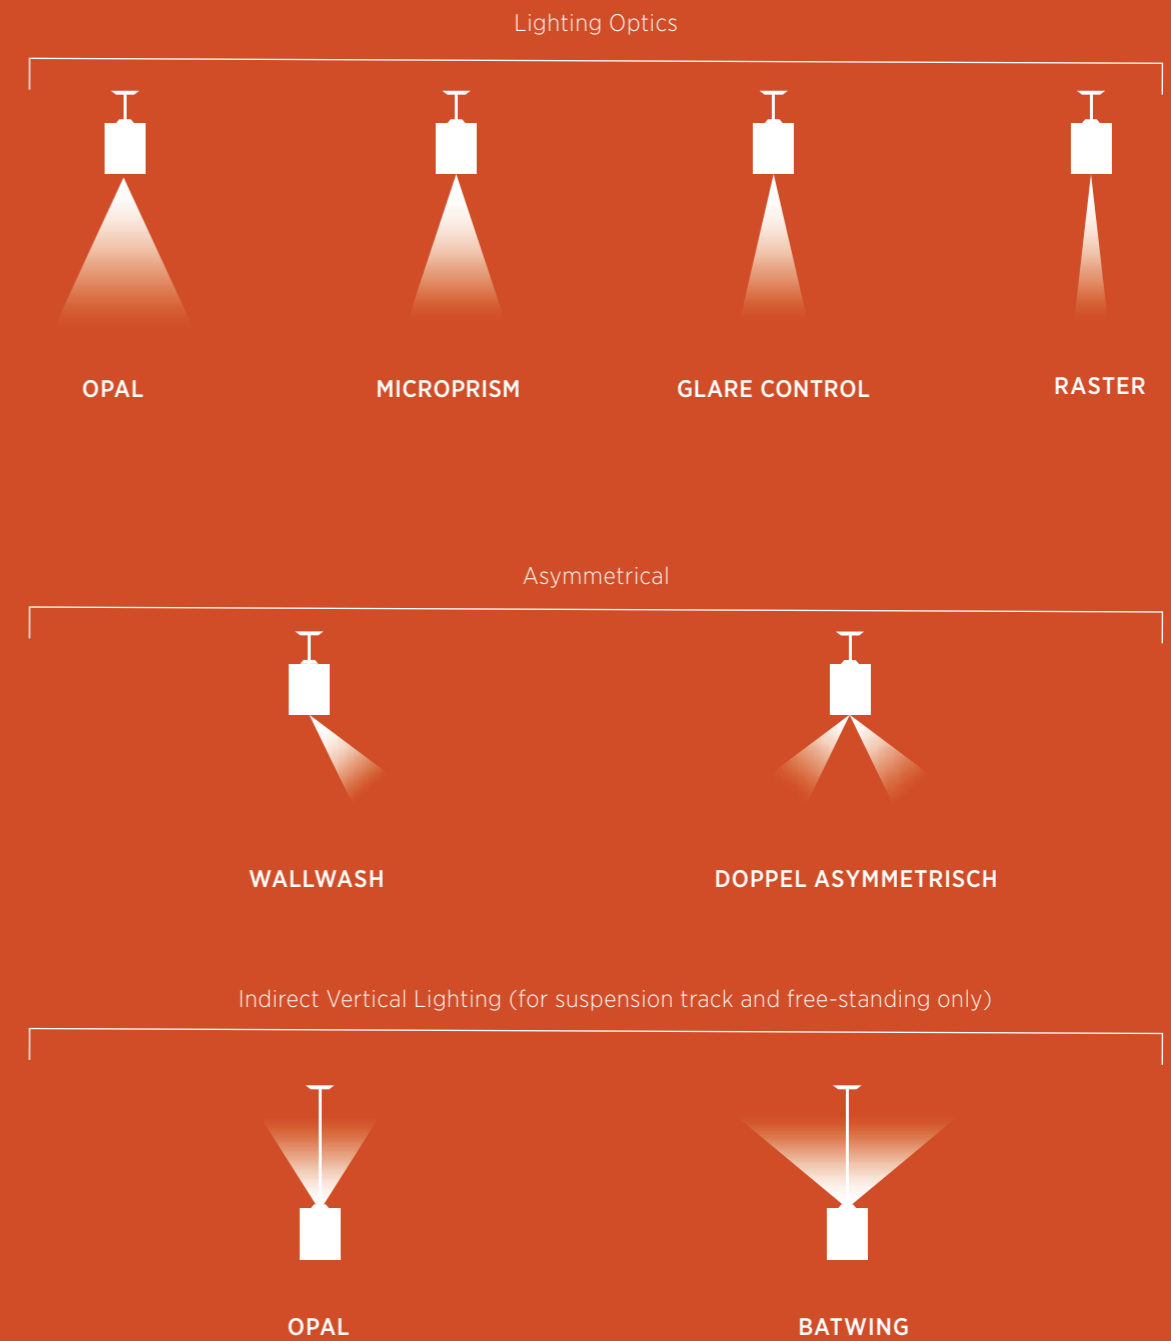 Lighting Optics
OPAL
MICROPRISM
GLARE CONTROL
RASTER
Asymmetrical
WALLWASH
DOPPEL ASYMMETRISCH
Indirect Vertical Lighting (for suspension track and free-standing only)
OPAL
BATWING